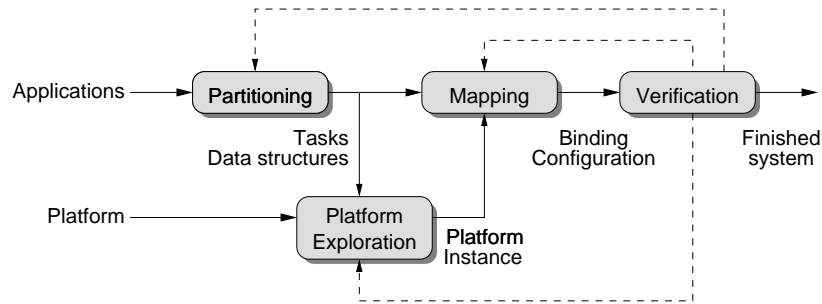 Applications
Partitioning
Mapping
Verification
Tasks
Data structures
Binding
Configuration
Finished
system
Platform
Platform
Exploration
Platform
Instance